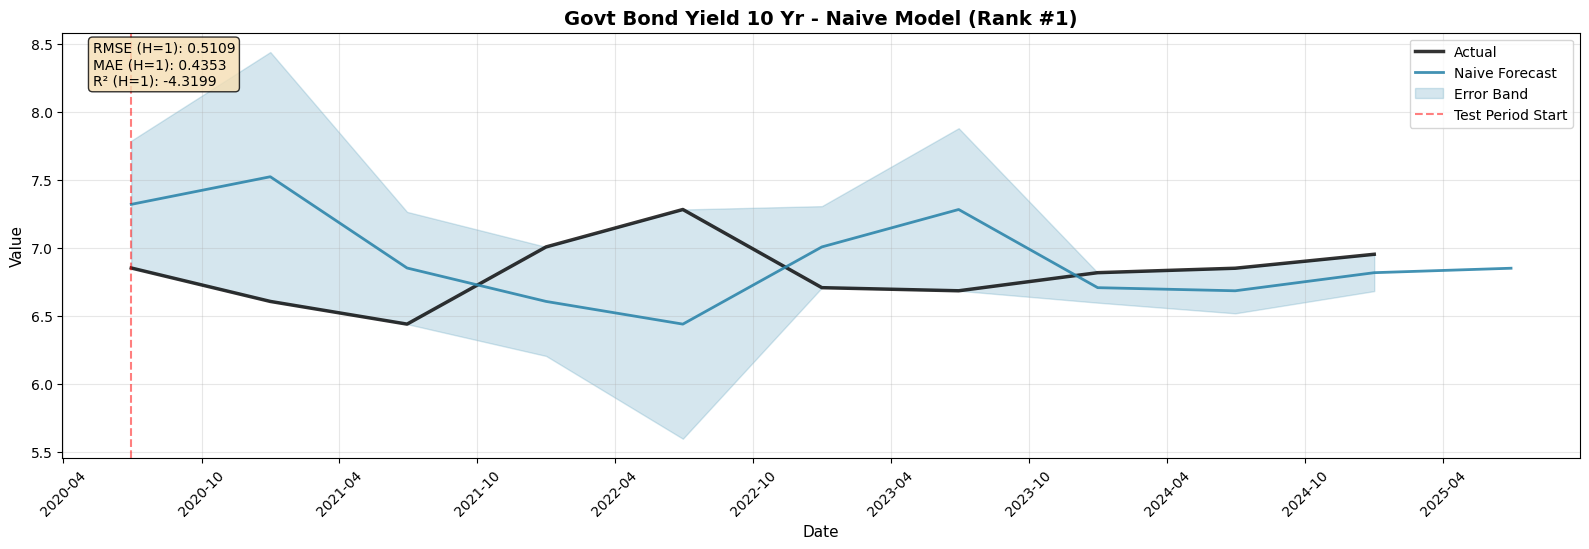 Govt Bond Yield 10 Yr - Naive Model (Rank #1)
RMSE (H=1): 0.5109
MAE (H=1): 0.4353
R² (H=1): -4.3199
Actual
Naive Forecast
Error Band
Test Period Start
Value
8.5
8.0
7.5
7.0
6.5
6.0
5.5
2020-04
2020-10
2021-04
2021-10
2022-04
2022-10
2023-04
2023-10
2024-04
2024-10
2025-04
Date